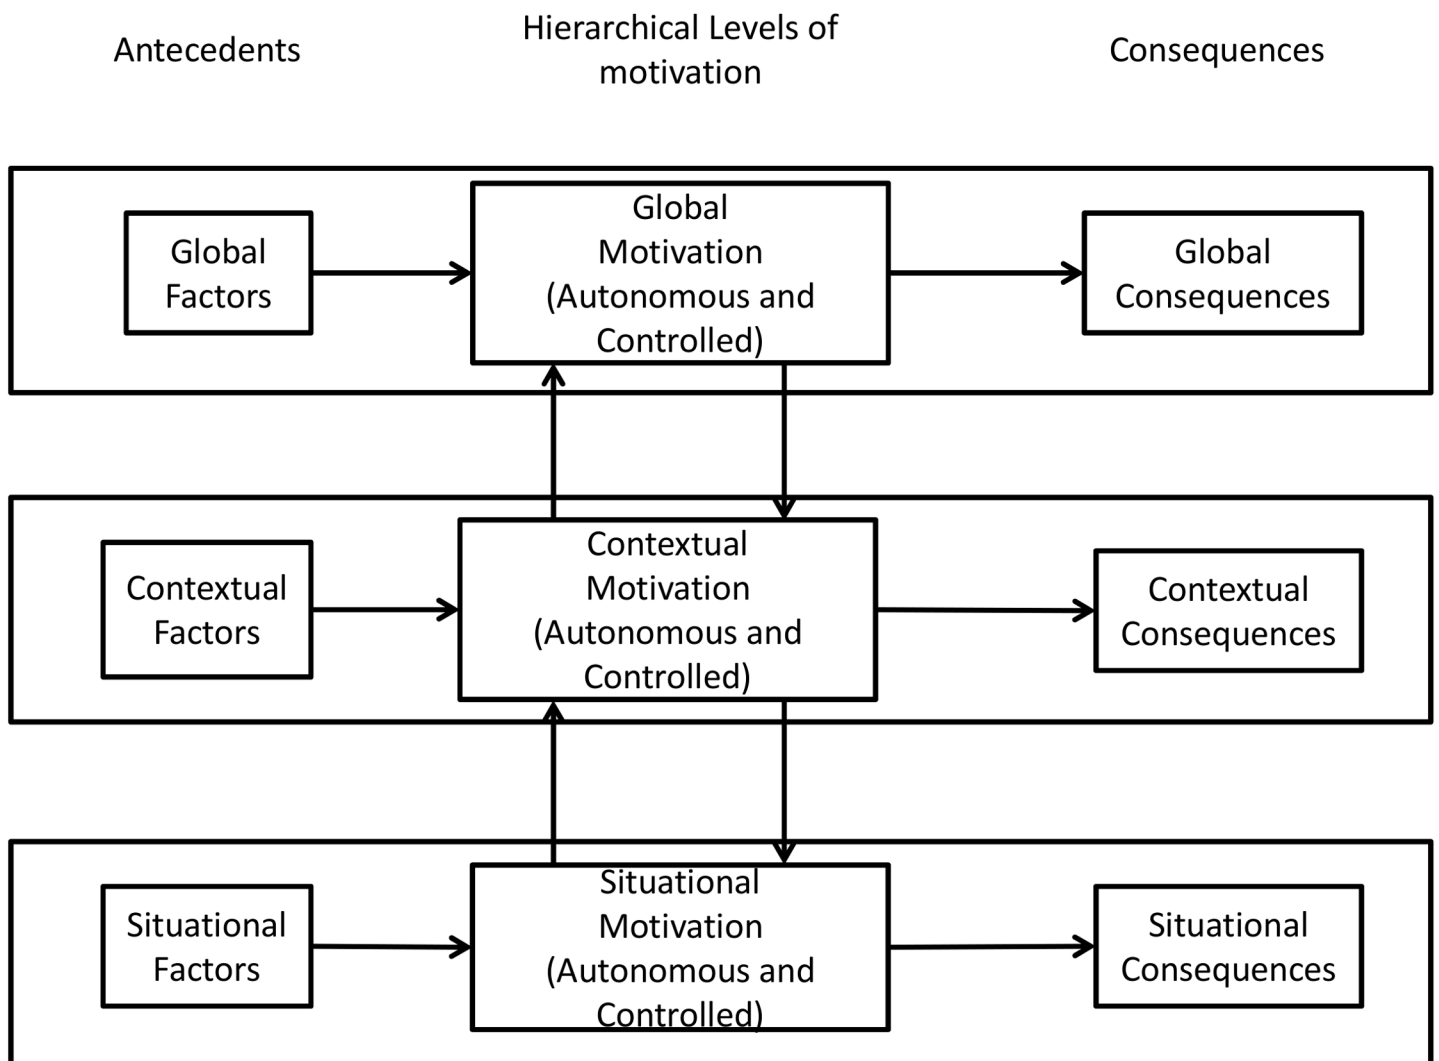 Antecedents
Hierarchical Levels of
motivation
Consequences
Global
Factors
Global
Motivation
(Autonomous and
Controlled)
Global
Consequences
Contextual
Factors
Contextual
Motivation
(Autonomous and
Controlled)
Contextual
Consequences
Situational
Factors
Situational
Motivation
(Autonomous and
Controlled)
Situational
Consequences